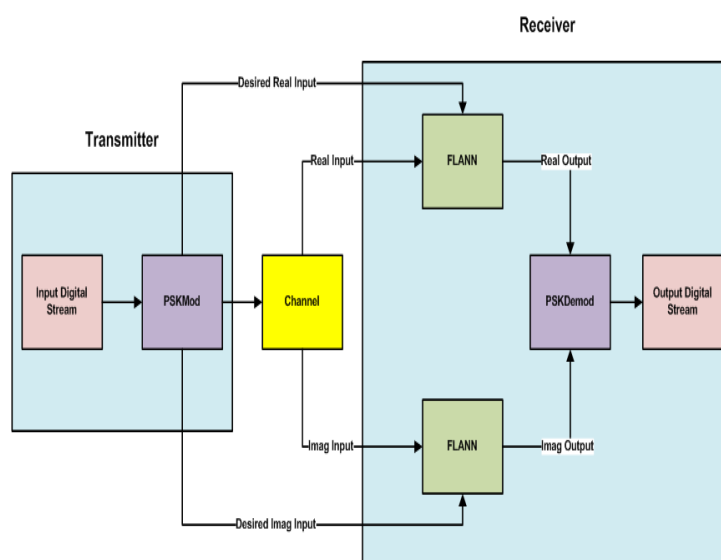 Receiver
Desired Real Input
Transmitter
FLANN
Real Input
Real Output
Input Digital
Stream
PSKMod
Channel
PSKDemod
Output Digital
Stream
Imag Input
FLANN
Imag Output
Desired Imag Input